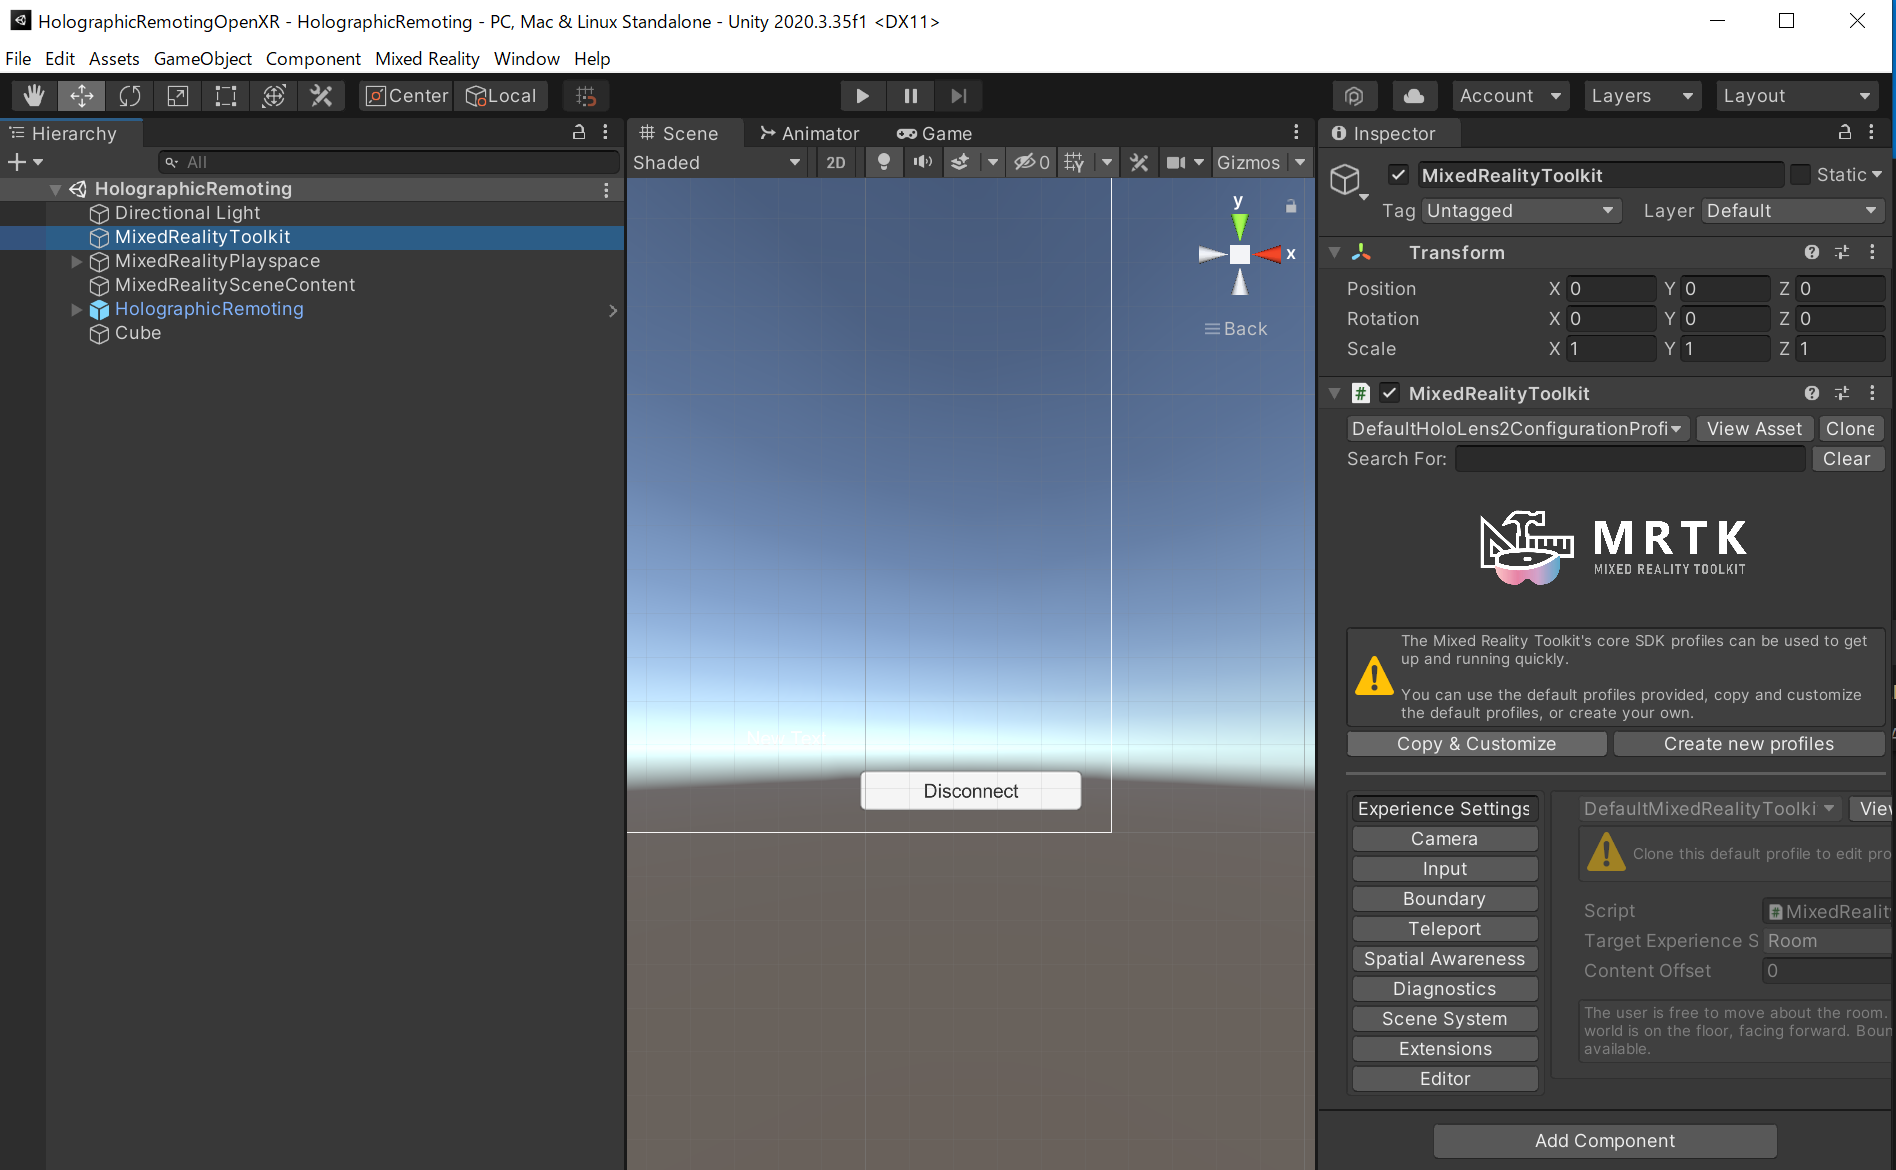 HolographicRemotingOpenXR - HolographicRemoting - PC, Mac & Linux Standalone - Unity 2020.3.35f1 <DX11>
File Edit Assets GameObject Component Mixed Reality Window Help
Center Local Account Layers Layout
Hierarchy
All
HolographicRemoting
Directional Light
MixedRealityToolkit
MixedRealityPlayspace
MixedRealitySceneContent
HolographicRemoting
Cube
Scene Animator Game
Shaded 2D 0 Gizmos
y
x
Back
New Text
Disconnect
Inspector
MixedRealityToolkit Static
Tag Untagged Layer Default
Transform
Position X 0 Y 0 Z 0
Rotation X 0 Y 0 Z 0
Scale X 1 Y 1 Z 1
# MixedRealityToolkit
DefaultHoloLens2ConfigurationProfi View Asset Clone
Search For: Clear
MRTK
MIXED REALITY TOOLKIT
The Mixed Reality Toolkit's core SDK profiles can be used to get
up and running quickly.
You can use the default profiles provided, copy and customize
the default profiles, or create your own.
Copy & Customize Create new profiles
Experience Settings
Camera
Input
Boundary
Teleport
Spatial Awareness
Diagnostics
Scene System
Extensions
Editor
DefaultMixedRealityToolki View
Clone this default profile to edit pro
Script # MixedReality
Target Experience S Room
Content Offset 0
The user is free to move about the room.
world is on the floor, facing forward. Boun
available.
Add Component